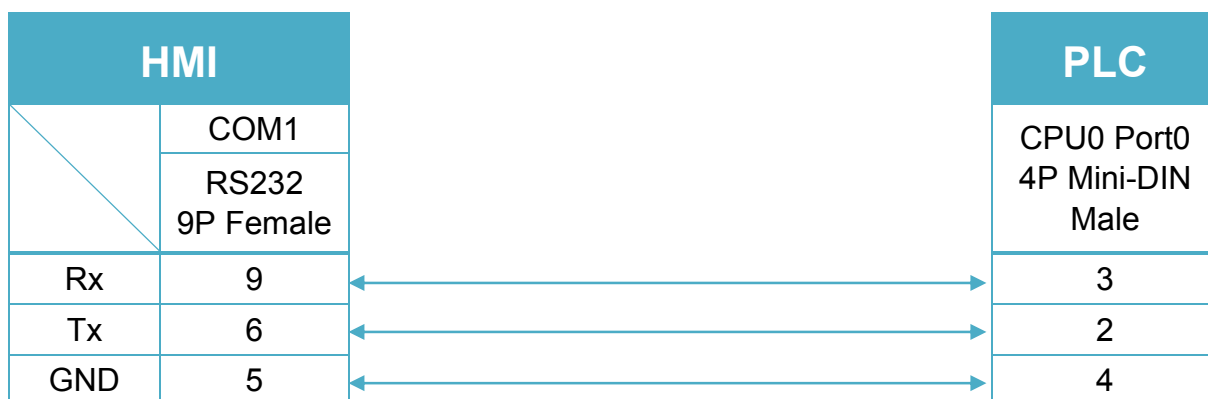 HMI
PLC
COM1
RS232
9P Female
CPU0 Port0
4P Mini-DIN
Male
Rx 9 3
Tx 6 2
GND 5 4